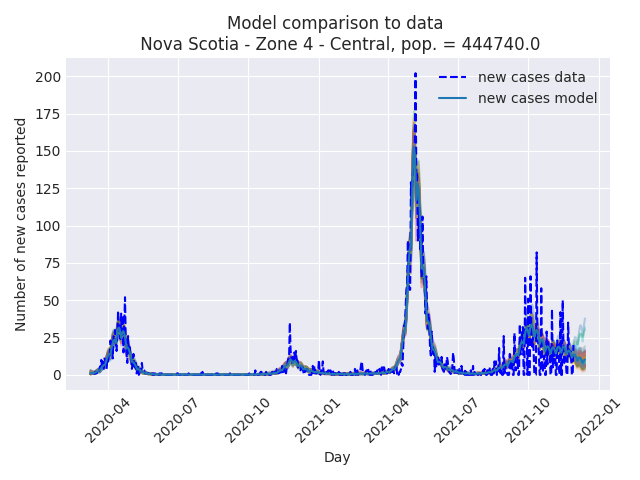 Model comparison to data
Nova Scotia - Zone 4 - Central, pop. = 444740.0
new cases data
new cases model
Number of new cases reported
200
175
150
125
100
75
50
25
0
2020-04
2020-07
2020-10
2021-01
2021-04
2021-07
2021-10
2022-01
Day